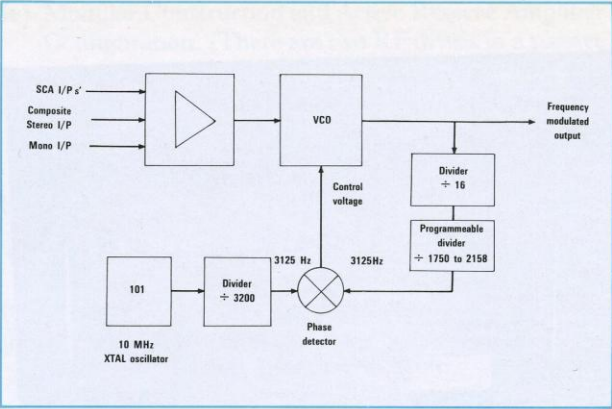 SCA I/P s'
Composite
Stereo I/P
Mono I/P
VCO
Frequency
modulated
output
Divider
÷ 16
Control
voltage
Programmeable
divider
÷ 1750 to 2158
3125 Hz
3125Hz
101
Divider
÷ 3200
Phase
detector
10 MHz
XTAL oscillator